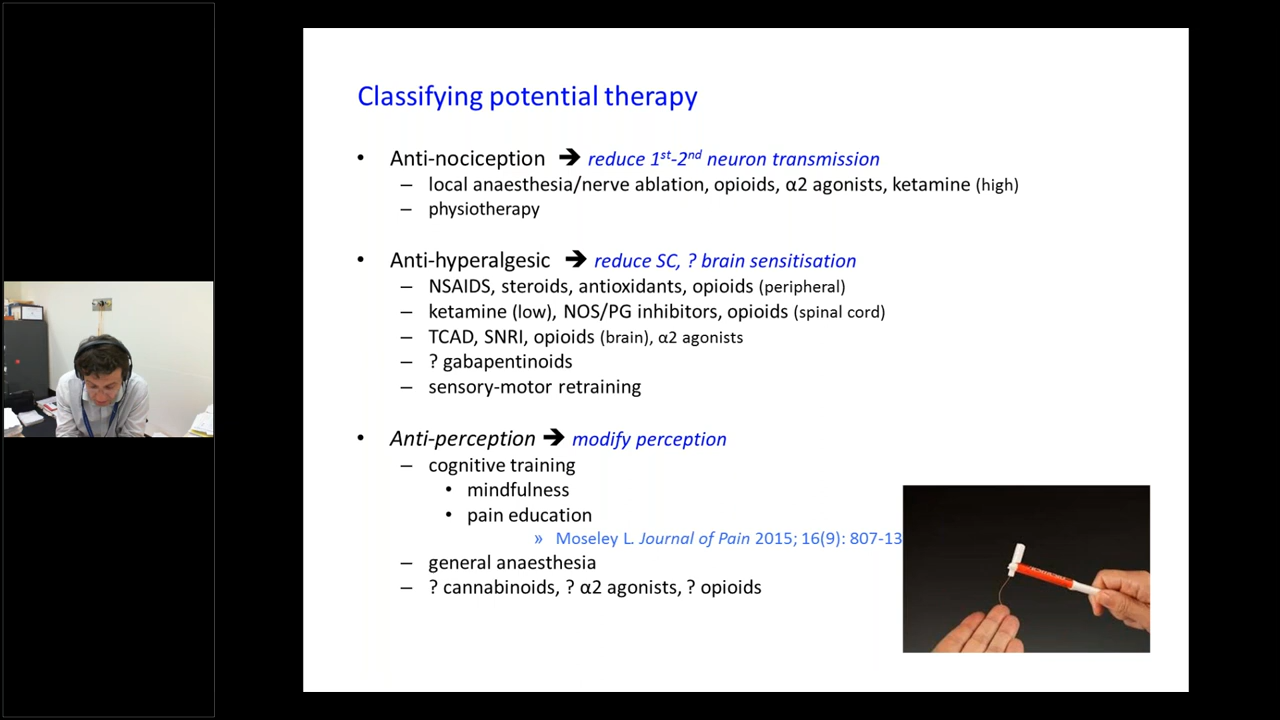 Classifying potential therapy
• Anti-nociception ➔ reduce 1st-2nd neuron transmission
– local anaesthesia/nerve ablation, opioids, α2 agonists, ketamine (high)
– physiotherapy
• Anti-hyperalgesic ➔ reduce SC, ? brain sensitisation
– NSAIDS, steroids, antioxidants, opioids (peripheral)
– ketamine (low), NOS/PG inhibitors, opioids (spinal cord)
– TCAD, SNRI, opioids (brain), α2 agonists
– ? gabapentinoids
– sensory-motor retraining
• Anti-perception ➔ modify perception
– cognitive training
• mindfulness
• pain education
» Moseley L. Journal of Pain 2015; 16(9): 807-13
– general anaesthesia
– ? cannabinoids, ? α2 agonists, ? opioids